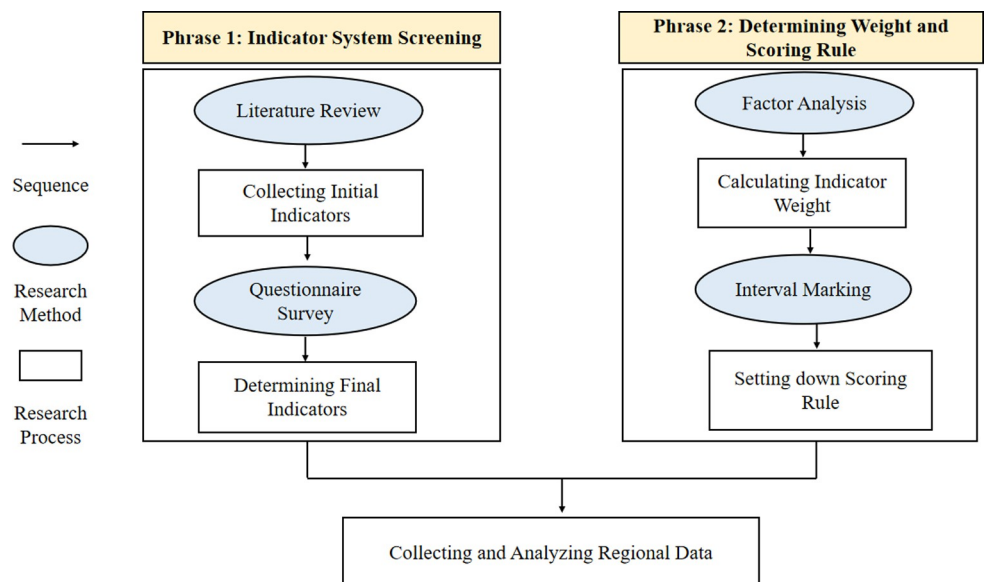 Phrase 1: Indicator System Screening
Literature Review
Collecting Initial
Indicators
Questionnaire
Survey
Determining Final
Indicators
Phrase 2: Determining Weight and
Scoring Rule
Factor Analysis
Calculating Indicator
Weight
Interval Marking
Setting down Scoring
Rule
Sequence
Research
Method
Research
Process
Collecting and Analyzing Regional Data